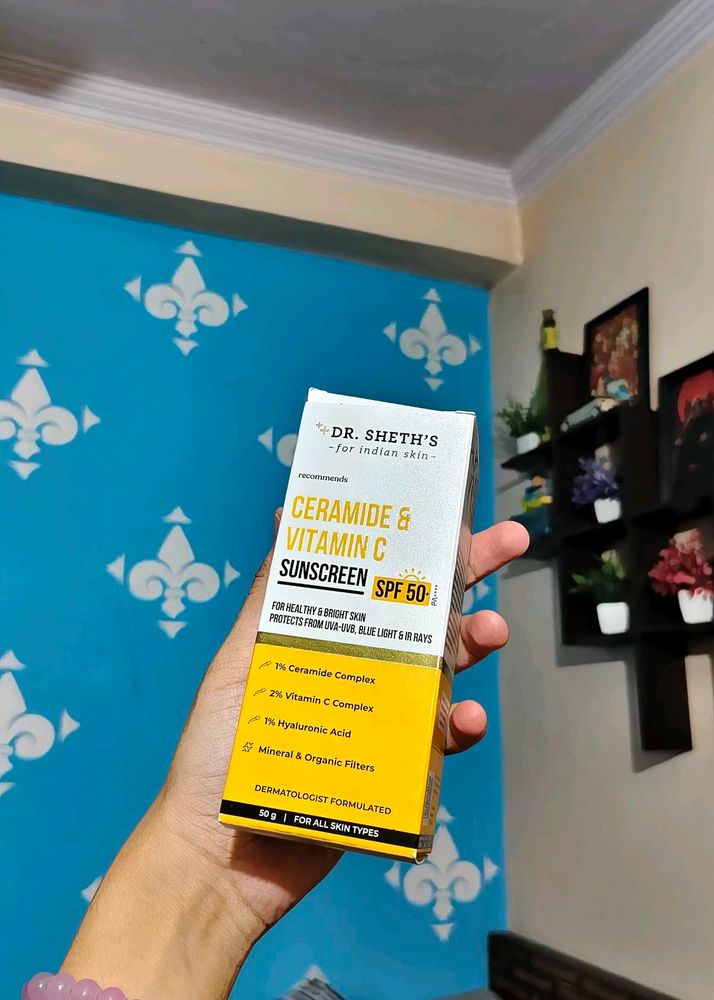 DR. SHETH'S
-for indian skin-
recommends
CERAMIDE &
VITAMIN C
SUNSCREEN
SPF 50+
PA++++
FOR HEALTHY & BRIGHT SKIN
PROTECTS FROM UVA-UVB, BLUE LIGHT & IR RAYS
1% Ceramide Complex
2% Vitamin C Complex
1% Hyaluronic Acid
Mineral & Organic Filters
DERMATOLOGIST FORMULATED
50 g | FOR ALL SKIN TYPES